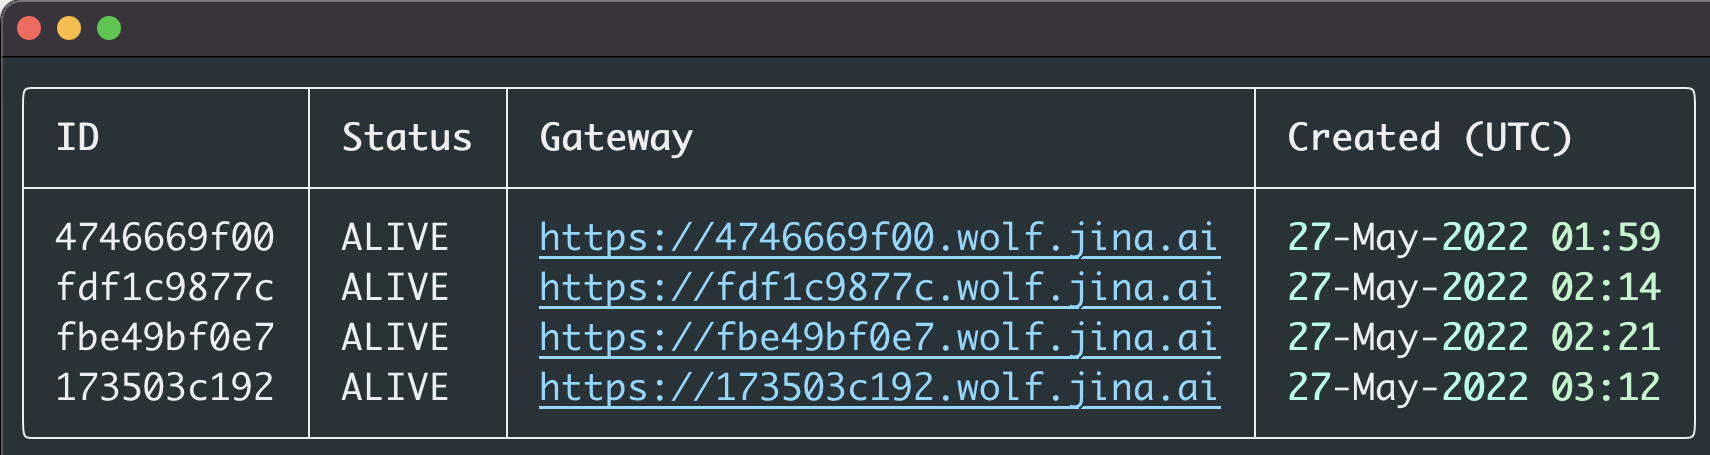 ID Status Gateway Created (UTC)
4746669f00 ALIVE https://4746669f00.wolf.jina.ai 27-May-2022 01:59
fdf1c9877c ALIVE https://fdf1c9877c.wolf.jina.ai 27-May-2022 02:14
fbe49bf0e7 ALIVE https://fbe49bf0e7.wolf.jina.ai 27-May-2022 02:21
173503c192 ALIVE https://173503c192.wolf.jina.ai 27-May-2022 03:12